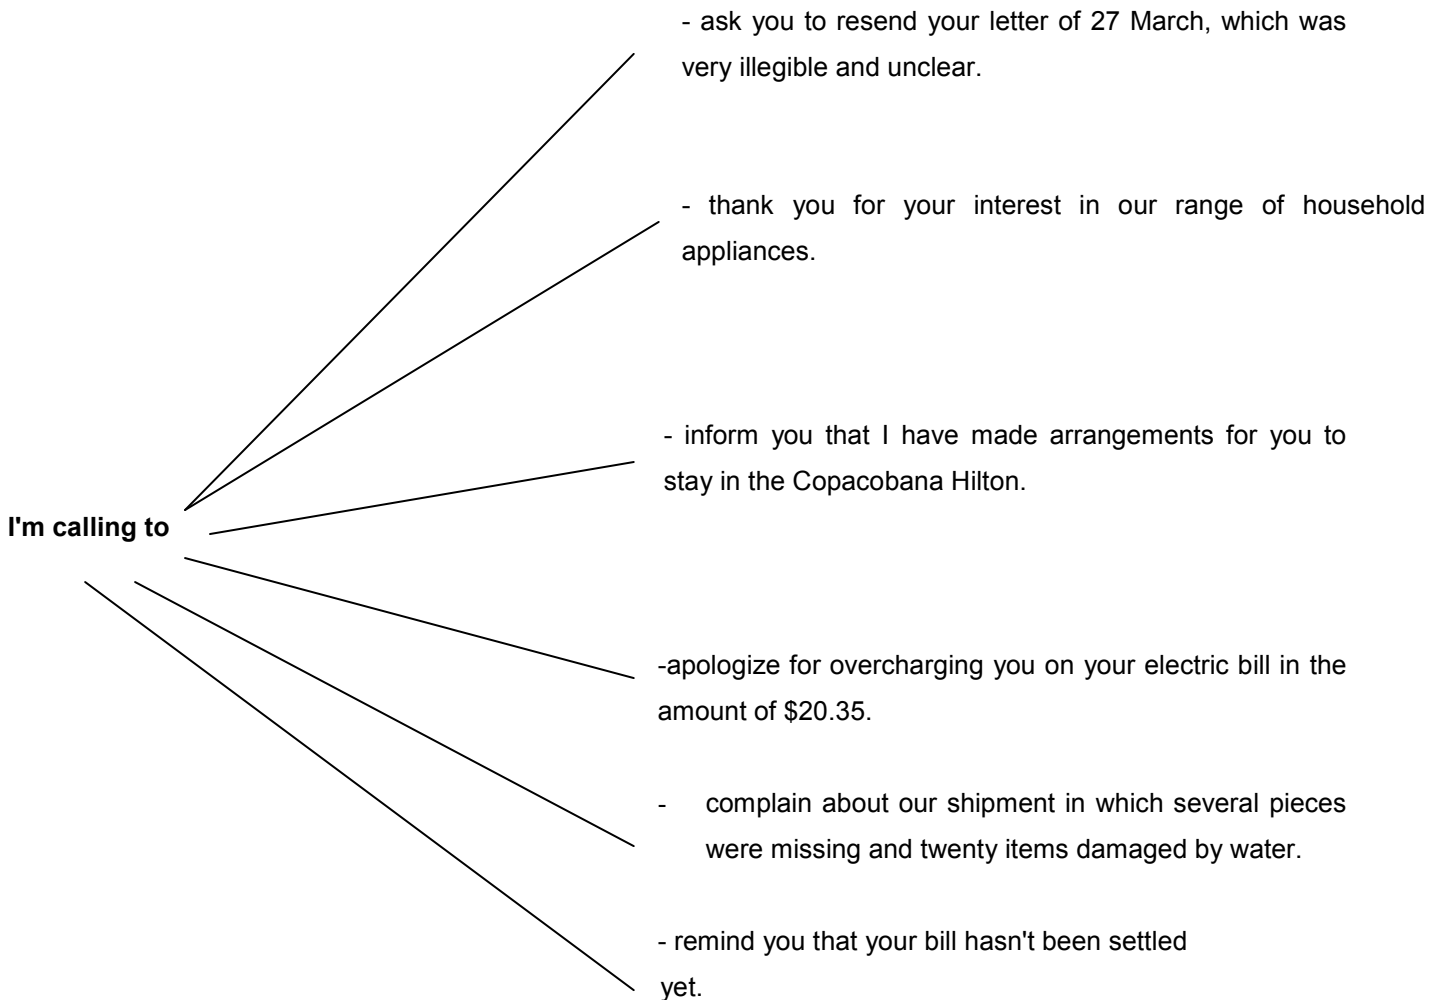 - ask you to resend your letter of 27 March, which was
very illegible and unclear.
- thank you for your interest in our range of household
appliances.
- inform you that I have made arrangements for you to
stay in the Copacobana Hilton.
I'm calling to
-apologize for overcharging you on your electric bill in the
amount of $20.35.
- complain about our shipment in which several pieces
were missing and twenty items damaged by water.
- remind you that your bill hasn't been settled
yet.